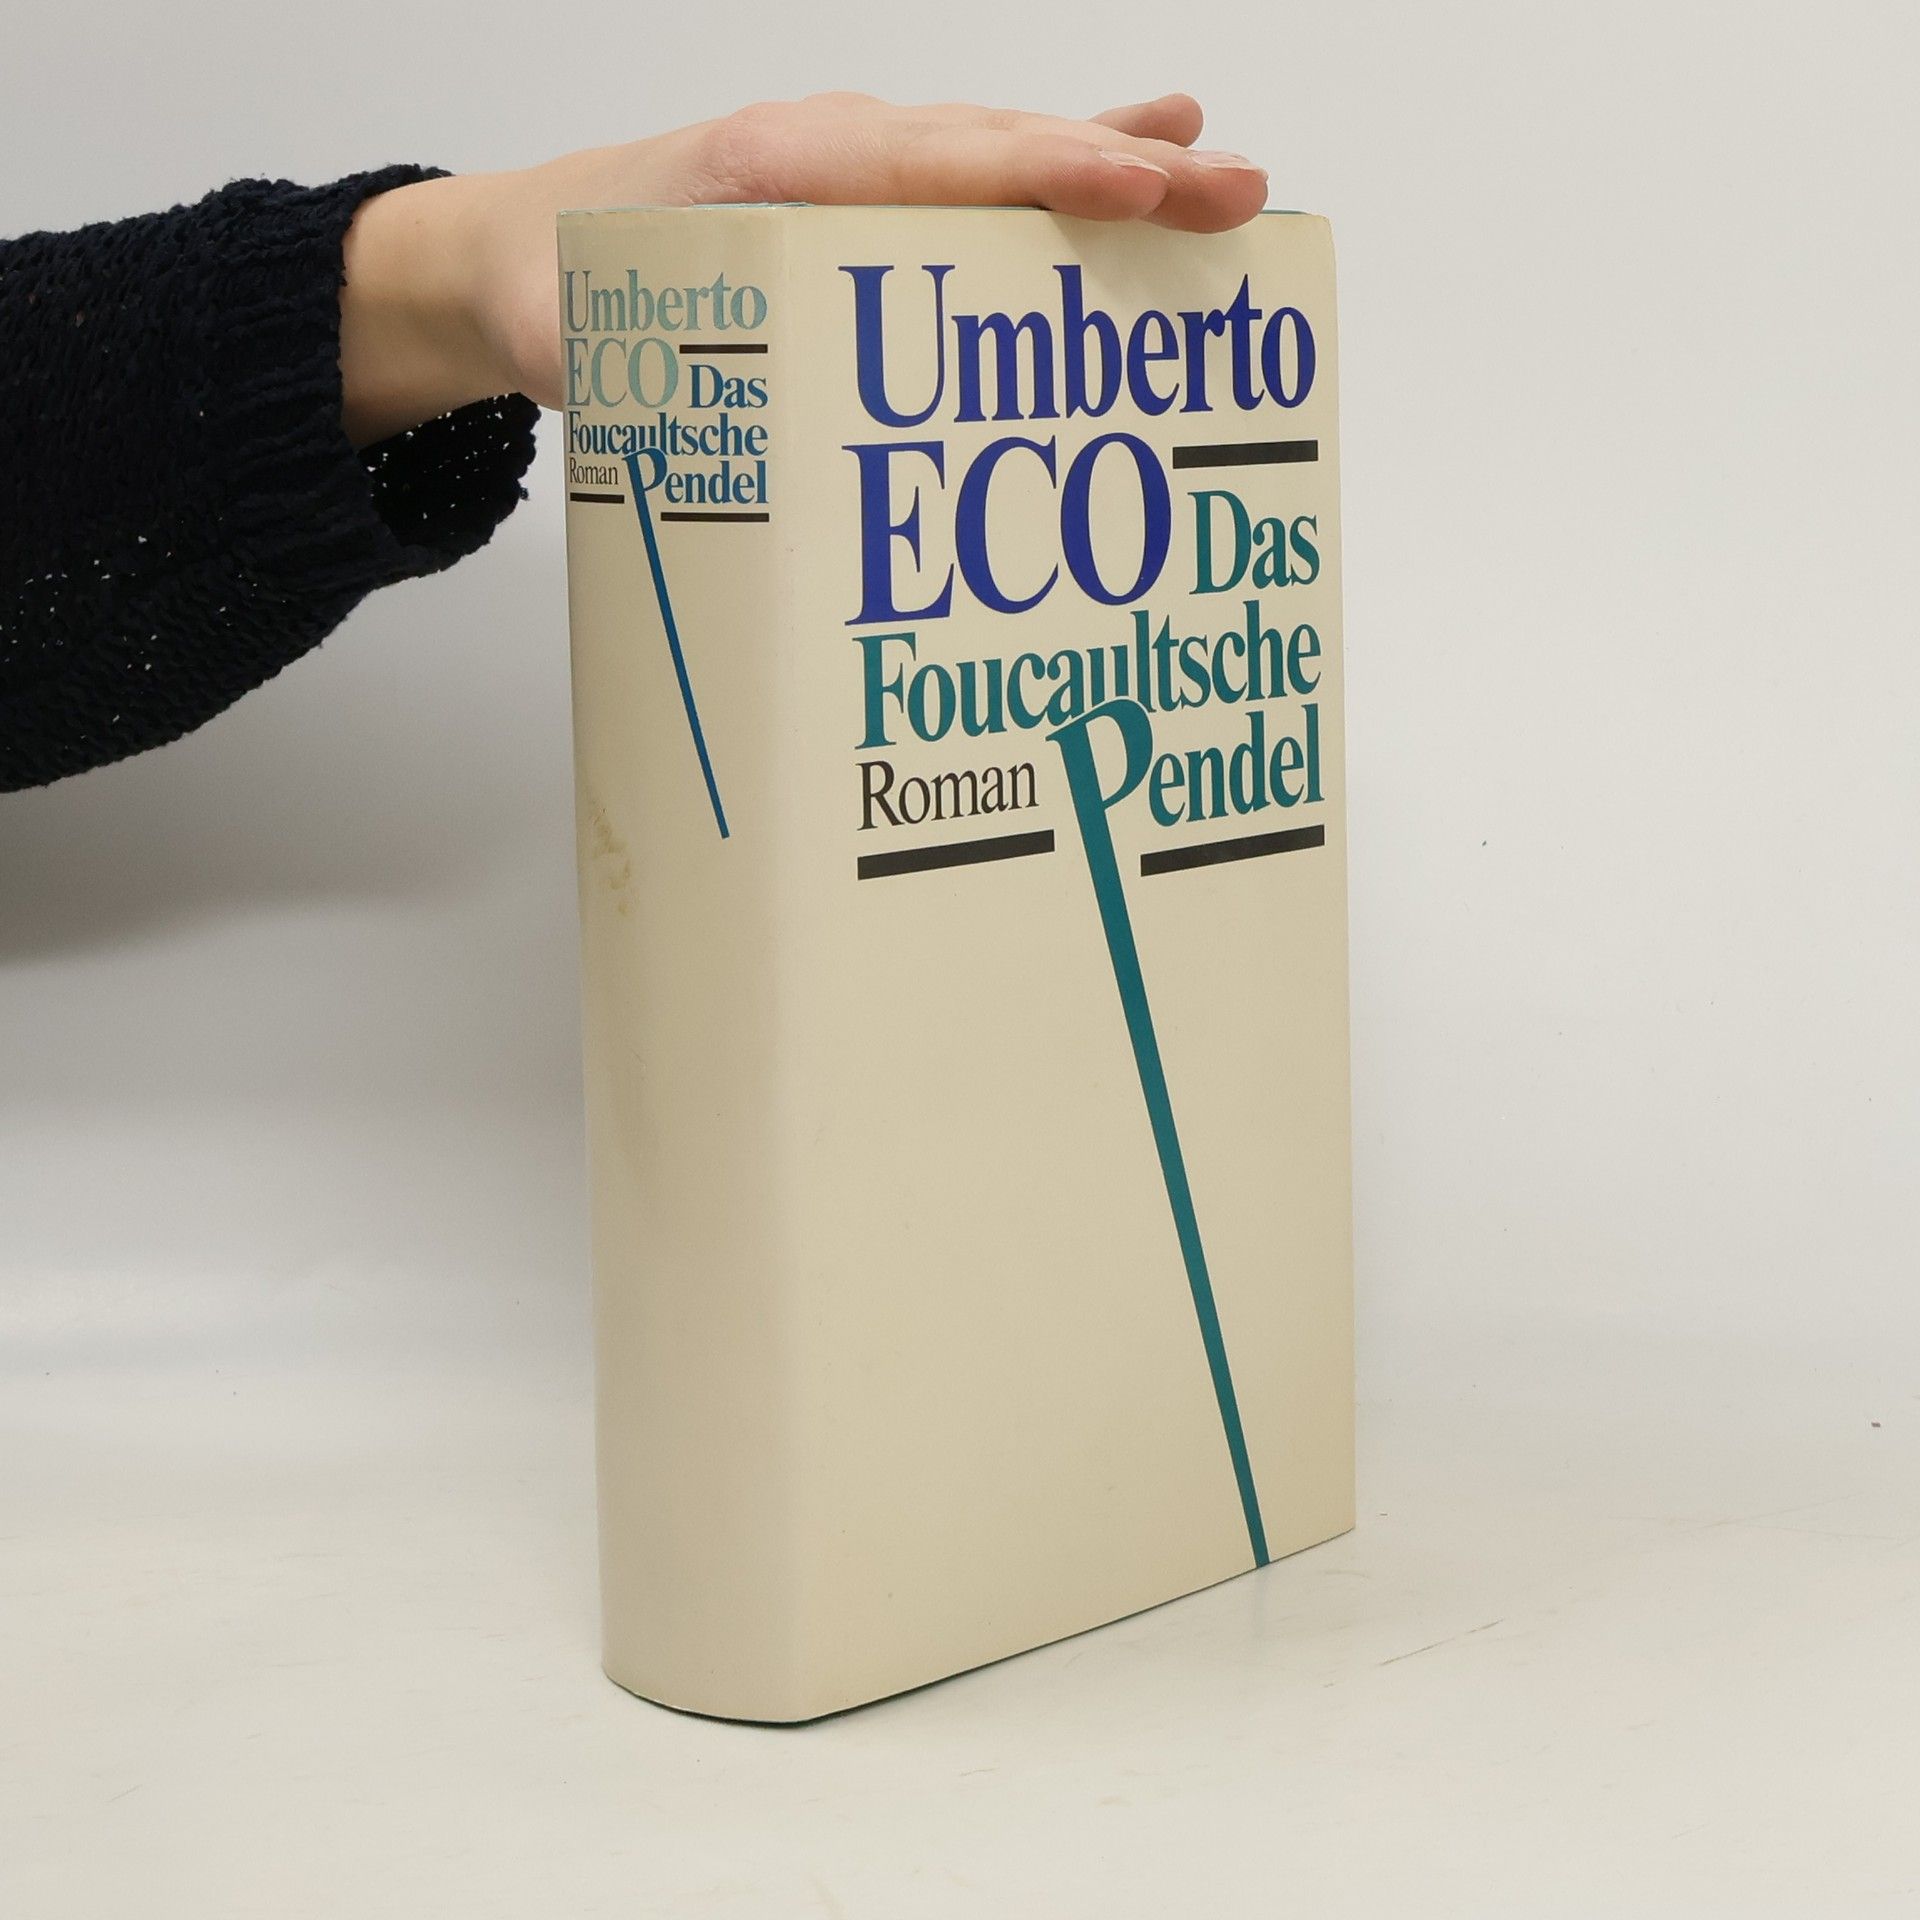 Umberto
ECO
Das
Foucaultsche
Roman
Pendel
Umberto
ECO
Das
Foucaultsche
Roman
Pendel